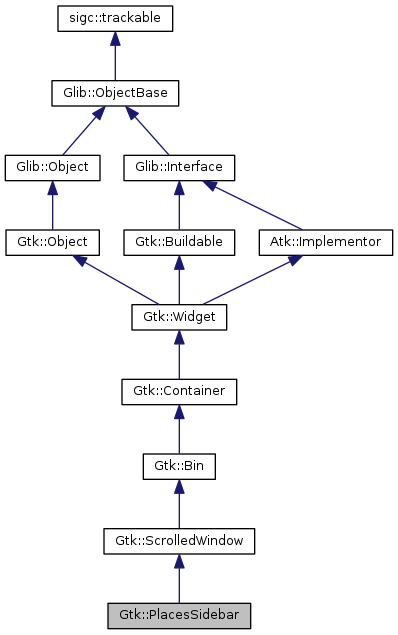 sigc::trackable
Glib::ObjectBase
Glib::Object
Glib::Interface
Gtk::Object
Gtk::Buildable
Atk::Implementor
Gtk::Widget
Gtk::Container
Gtk::Bin
Gtk::ScrolledWindow
Gtk::PlacesSidebar